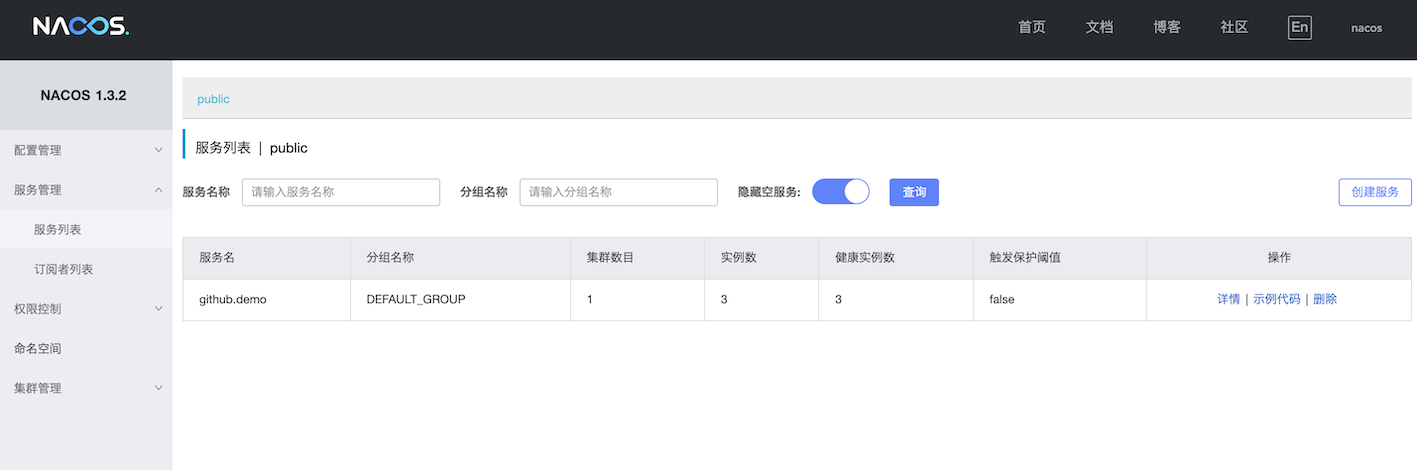 NACOS. 首页 文档 博客 社区 En nacos
NACOS 1.3.2
配置管理
服务管理
服务列表
订阅者列表
权限控制
命名空间
集群管理
public
服务列表 | public
服务名称 请输入服务名称 分组名称 请输入分组名称 隐藏空服务: 查询 创建服务
服务名 分组名称 集群数目 实例数 健康实例数 触发保护阈值 操作
github.demo DEFAULT_GROUP 1 3 3 false 详情 | 示例代码 | 删除